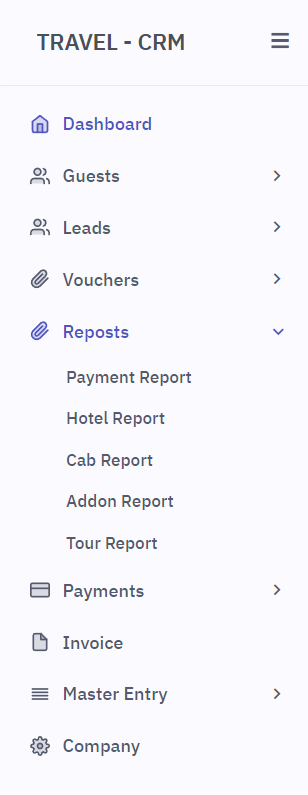 TRAVEL - CRM
Dashboard
Guests
Leads
Vouchers
Reposts
Payment Report
Hotel Report
Cab Report
Addon Report
Tour Report
Payments
Invoice
Master Entry
Company